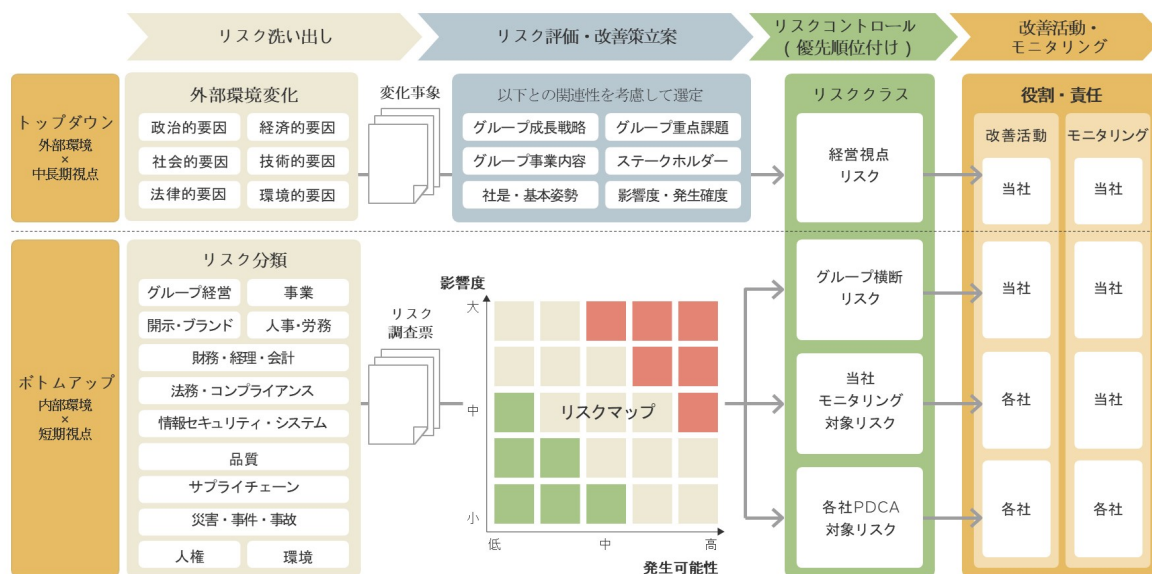 リスク洗い出し
リスク評価・改善策立案
リスクコントロール
(優先順位付け)
改善活動・
モニタリング
トップダウン
外部環境
×
中長期視点
外部環境変化
政治的要因
経済的要因
社会的要因
技術的要因
法律的要因
環境的要因
変化事象
以下との関連性を考慮して選定
グループ成長戦略
グループ重点課題
グループ事業内容
ステークホルダー
社是・基本姿勢
影響度・発生確度
リスククラス
経営視点
リスク
役割・責任
改善活動
モニタリング
当社
当社
ボトムアップ
内部環境
×
短期視点
リスク分類
グループ経営
事業
開示・ブランド
人事・労務
財務・経理・会計
法務・コンプライアンス
情報セキュリティ・システム
品質
サプライチェーン
災害・事件・事故
人権
環境
リスク
調査票
影響度
大
中
小
リスクマップ
低
中
高
発生可能性
グループ横断
リスク
当社
当社
当社
モニタリング
対象リスク
各社
当社
各社PDCA
対象リスク
各社
各社